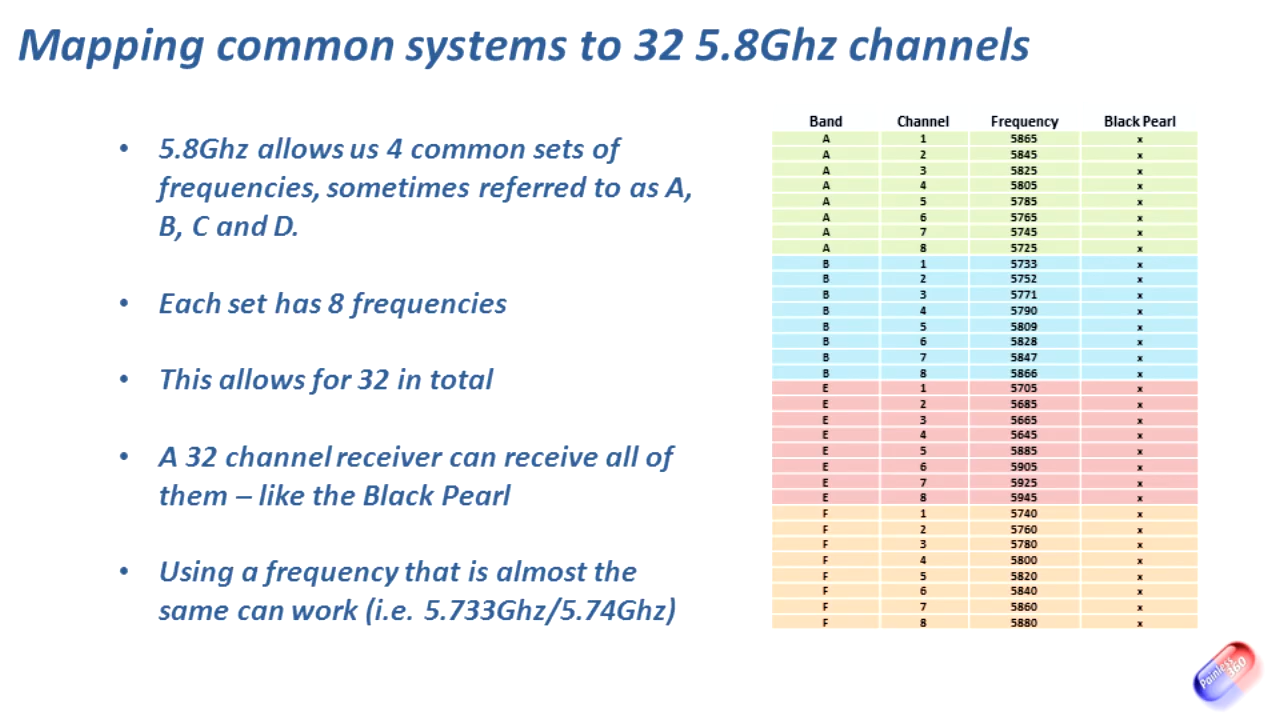 Mapping common systems to 32 5.8Ghz channels
• 5.8Ghz allows us 4 common sets of
frequencies, sometimes referred to as A,
B, C and D.
• Each set has 8 frequencies
• This allows for 32 in total
• A 32 channel receiver can receive all of
them – like the Black Pearl
• Using a frequency that is almost the
same can work (i.e. 5.733Ghz/5.74Ghz)
Band Channel Frequency Black Pearl
A 1 5865 x
A 2 5845 x
A 3 5825 x
A 4 5805 x
A 5 5785 x
A 6 5765 x
A 7 5745 x
A 8 5725 x
B 1 5733 x
B 2 5752 x
B 3 5771 x
B 4 5790 x
B 5 5809 x
B 6 5828 x
B 7 5847 x
B 8 5866 x
E 1 5705 x
E 2 5685 x
E 3 5665 x
E 4 5645 x
E 5 5885 x
E 6 5905 x
E 7 5925 x
E 8 5945 x
F 1 5740 x
F 2 5760 x
F 3 5780 x
F 4 5800 x
F 5 5820 x
F 6 5840 x
F 7 5860 x
F 8 5880 x
Painless
360